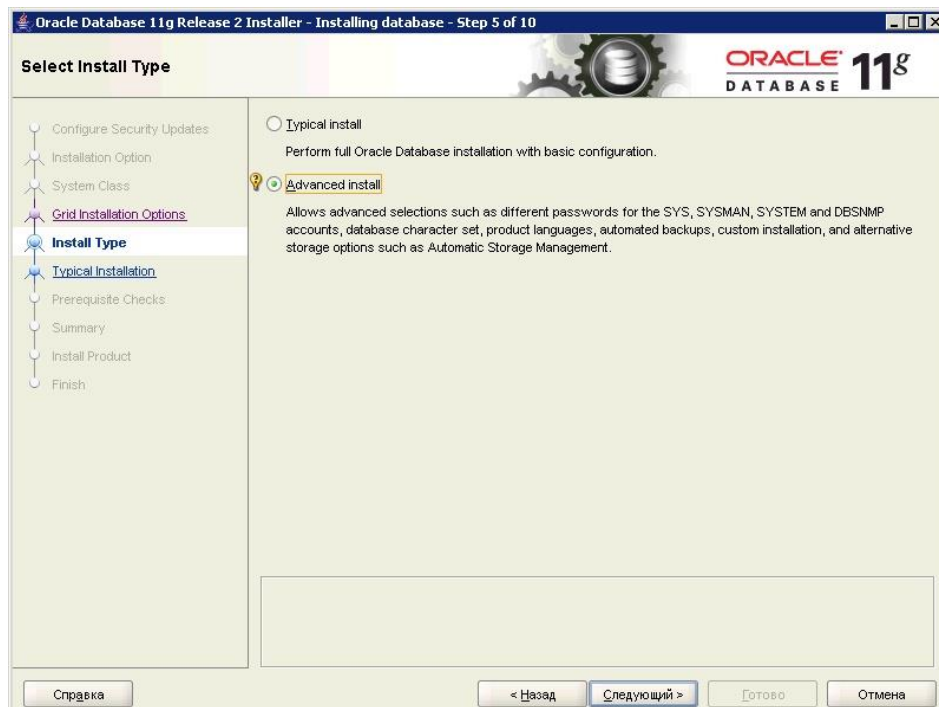 Oracle Database 11g Release 2 Installer - Installing database - Step 5 of 10
Select Install Type
ORACLE
DATABASE
11g
Configure Security Updates
Installation Option
System Class
Grid Installation Options
Install Type
Typical Installation
Prerequisite Checks
Summary
Install Product
Finish
Typical install
Perform full Oracle Database installation with basic configuration.
Advanced install
Allows advanced selections such as different passwords for the SYS, SYSMAN, SYSTEM and DBSNMP
accounts, database character set, product languages, automated backups, custom installation, and alternative
storage options such as Automatic Storage Management.
Справка
< Назад
Следующий >
Готово
Отмена